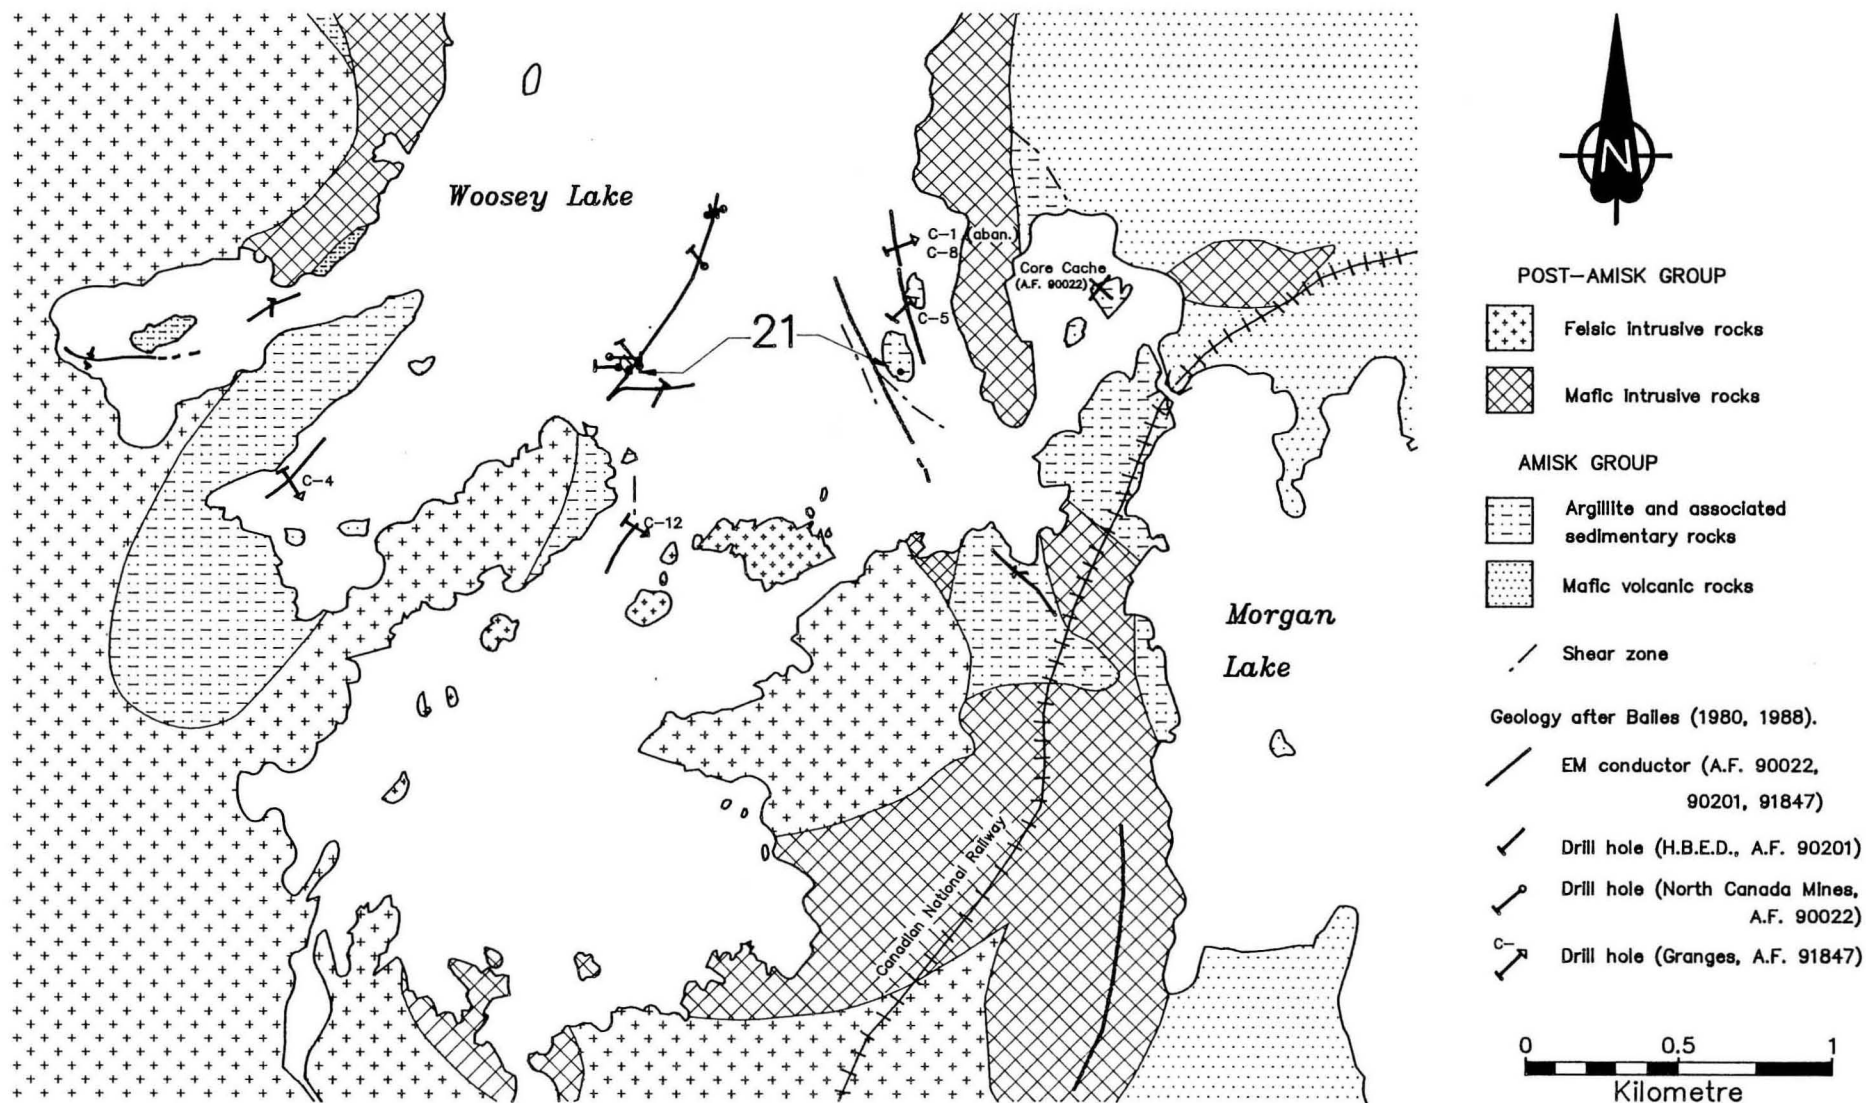 Woosey Lake
C-1 (aban.)
C-8
Core Cache
(A.F. 90022)
C-5
21
C-4
C-12
Morgan
Lake
Canadian National Railway
N
POST-AMISK GROUP
Felsic intrusive rocks
Mafic intrusive rocks
AMISK GROUP
Argillite and associated
sedimentary rocks
Mafic volcanic rocks
Shear zone
Geology after Bailes (1980, 1988).
EM conductor (A.F. 90022,
90201, 91847)
Drill hole (H.B.E.D., A.F. 90201)
Drill hole (North Canada Mines,
A.F. 90022)
C-
Drill hole (Granges, A.F. 91847)
0 0.5 1
Kilometre